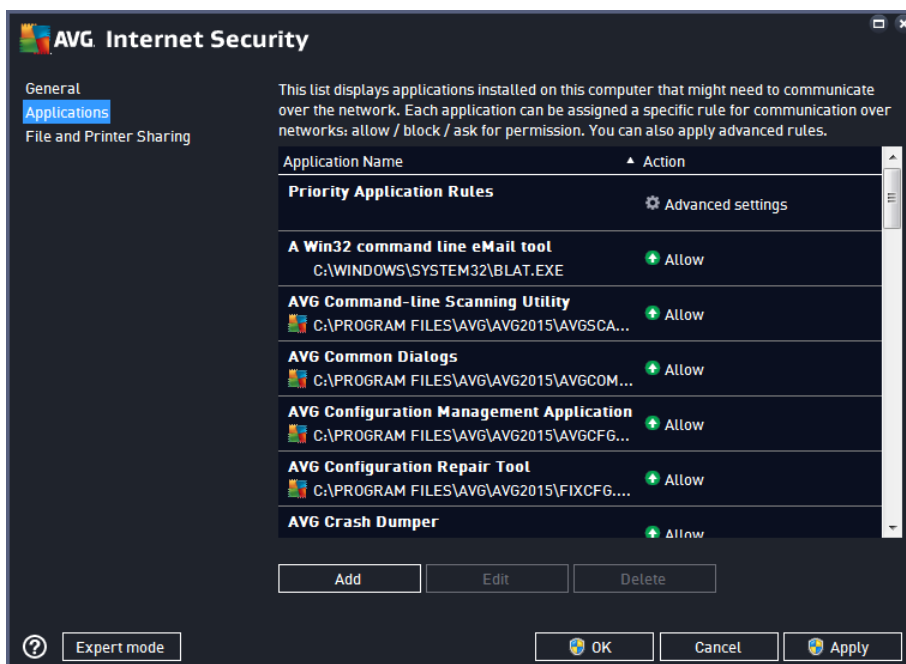 AVG Internet Security
General
Applications
File and Printer Sharing
This list displays applications installed on this computer that might need to communicate
over the network. Each application can be assigned a specific rule for communication over
networks: allow / block / ask for permission. You can also apply advanced rules.
Application Name Action
Priority Application Rules
Advanced settings
A Win32 command line eMail tool
C:\WINDOWS\SYSTEM32\BLAT.EXE
Allow
AVG Command-line Scanning Utility
C:\PROGRAM FILES\AVG\AVG2015\AVGSCA...
Allow
AVG Common Dialogs
C:\PROGRAM FILES\AVG\AVG2015\AVGCOM...
Allow
AVG Configuration Management Application
C:\PROGRAM FILES\AVG\AVG2015\AVGCFG...
Allow
AVG Configuration Repair Tool
C:\PROGRAM FILES\AVG\AVG2015\FIXCFG....
Allow
AVG Crash Dumper
Allow
Add Edit Delete
? Expert mode OK Cancel Apply